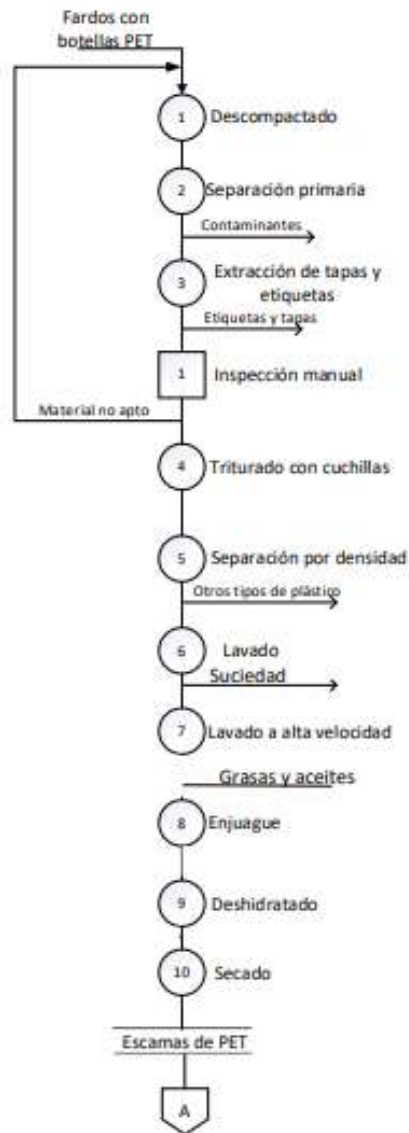 Fardos con
botellas PET
1 Descompactado
2 Separación primaria
Contaminantes
3 Extracción de tapas y
etiquetas
Etiquetas y tapas
1 Inspección manual
Material no apto
4 Triturado con cuchillas
5 Separación por densidad
Otros tipos de plástico
6 Lavado
Suciedad
7 Lavado a alta velocidad
Grasas y aceites
8 Enjuague
9 Deshidratado
10 Secado
Escamas de PET
A